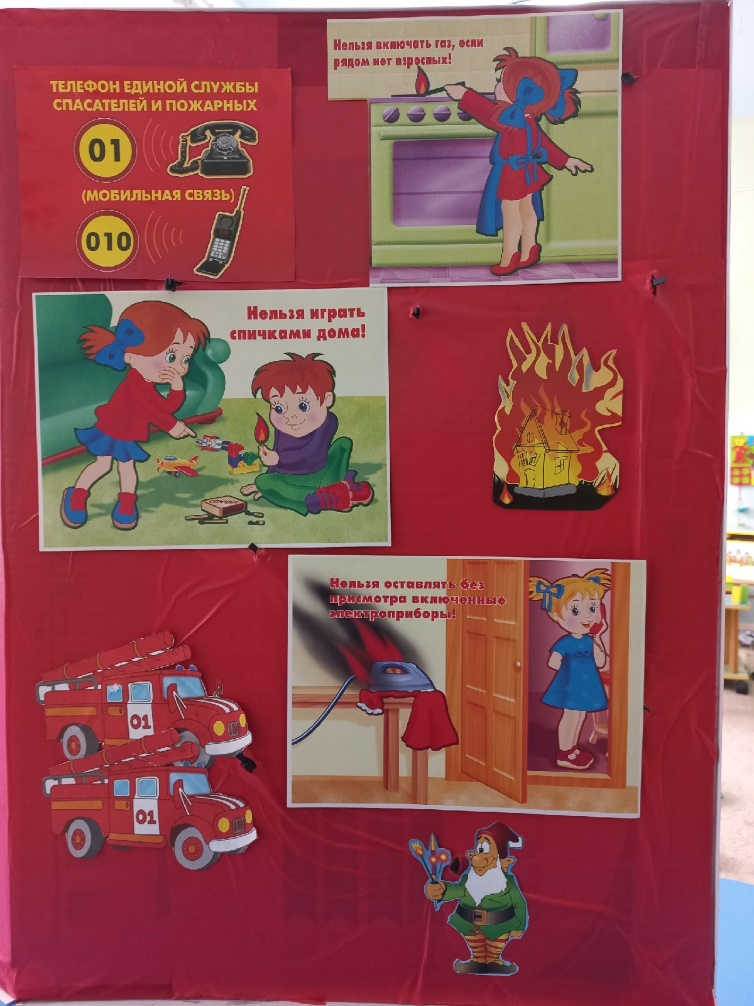 ТЕЛЕФОН ЕДИНОЙ СЛУЖБЫ
СПАСАТЕЛЕЙ И ПОЖАРНЫХ
01
(МОБИЛЬНАЯ СВЯЗЬ)
010
Нельзя включать газ, если
рядом нет взрослых!
Нельзя играть
спичками дома!
Нельзя оставлять без
присмотра включенные
электроприборы!
01
01